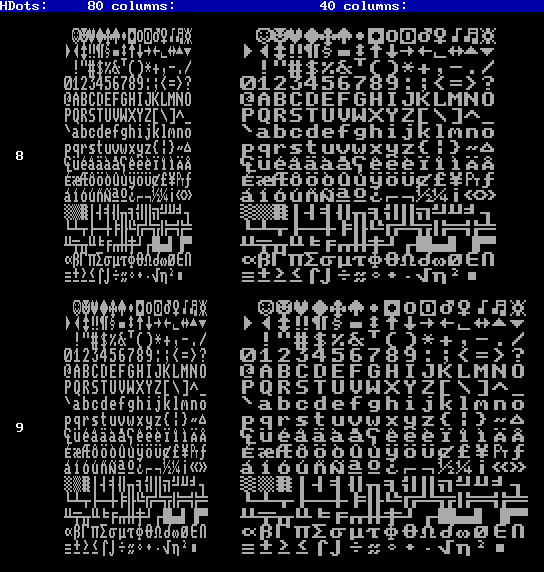 HDots: 80 columns: 40 columns:
☺☻♥♦♣♠•◘○◙♂♀♪♫☼ ☺☻♥♦♣♠•◘○◙♂♀♪♫☼
►◄↕‼¶§▬↨↑↓→←∟↔▲▼ ►◄↕‼¶§▬↨↑↓→←∟↔▲▼
!"#$%&'()*+,-./ !"#$%&'()*+,-./
0123456789:;<=>? 0123456789:;<=>?
@ABCDEFGHIJKLMNO @ABCDEFGHIJKLMNO
PQRSTUVWXYZ[\]^_ PQRSTUVWXYZ[\]^_
`abcdefghijklmno `abcdefghijklmno
pqrstuvwxyz{¦}~⌂ pqrstuvwxyz{¦}~⌂
8
ÇüéâäàåçêëèïîìÄÅ ÇüéâäàåçêëèïîìÄÅ
ÉæÆôöòûùÿÖÜ¢£¥₧ƒ ÉæÆôöòûùÿÖÜ¢£¥₧ƒ
áíóúñÑªº¿⌐¬½¼¡«» áíóúñÑªº¿⌐¬½¼¡«»
░▒▓│┤╡╢╖╕╣║╗╝╜╛┐ ░▒▓│┤╡╢╖╕╣║╗╝╜╛┐
└┴┬├─┼╞╟╚╔╩╦╠═╬╧ └┴┬├─┼╞╟╚╔╩╦╠═╬╧
╨╤╥╙╘╒╓╫╪┘┌█▄▌▐▀ ╨╤╥╙╘╒╓╫╪┘┌█▄▌▐▀
αßΓπΣσµτΦΘΩδ∞φε∩ αßΓπΣσµτΦΘΩδ∞φε∩
≡±≥≤⌠⌡÷≈°∙·√ⁿ²■ ≡±≥≤⌠⌡÷≈°∙·√ⁿ²■
☺☻♥♦♣♠•◘○◙♂♀♪♫☼ ☺☻♥♦♣♠•◘○◙♂♀♪♫☼
►◄↕‼¶§▬↨↑↓→←∟↔▲▼ ►◄↕‼¶§▬↨↑↓→←∟↔▲▼
!"#$%&'()*+,-./ !"#$%&'()*+,-./
0123456789:;<=>? 0123456789:;<=>?
@ABCDEFGHIJKLMNO @ABCDEFGHIJKLMNO
PQRSTUVWXYZ[\]^_ PQRSTUVWXYZ[\]^_
`abcdefghijklmno `abcdefghijklmno
pqrstuvwxyz{¦}~⌂ pqrstuvwxyz{¦}~⌂
9
ÇüéâäàåçêëèïîìÄÅ ÇüéâäàåçêëèïîìÄÅ
ÉæÆôöòûùÿÖÜ¢£¥₧ƒ ÉæÆôöòûùÿÖÜ¢£¥₧ƒ
áíóúñÑªº¿⌐¬½¼¡«» áíóúñÑªº¿⌐¬½¼¡«»
░▒▓│┤╡╢╖╕╣║╗╝╜╛┐ ░▒▓│┤╡╢╖╕╣║╗╝╜╛┐
└┴┬├─┼╞╟╚╔╩╦╠═╬╧ └┴┬├─┼╞╟╚╔╩╦╠═╬╧
╨╤╥╙╘╒╓╫╪┘┌█▄▌▐▀ ╨╤╥╙╘╒╓╫╪┘┌█▄▌▐▀
αßΓπΣσµτΦΘΩδ∞φε∩ αßΓπΣσµτΦΘΩδ∞φε∩
≡±≥≤⌠⌡÷≈°∙·√ⁿ²■ ≡±≥≤⌠⌡÷≈°∙·√ⁿ²■